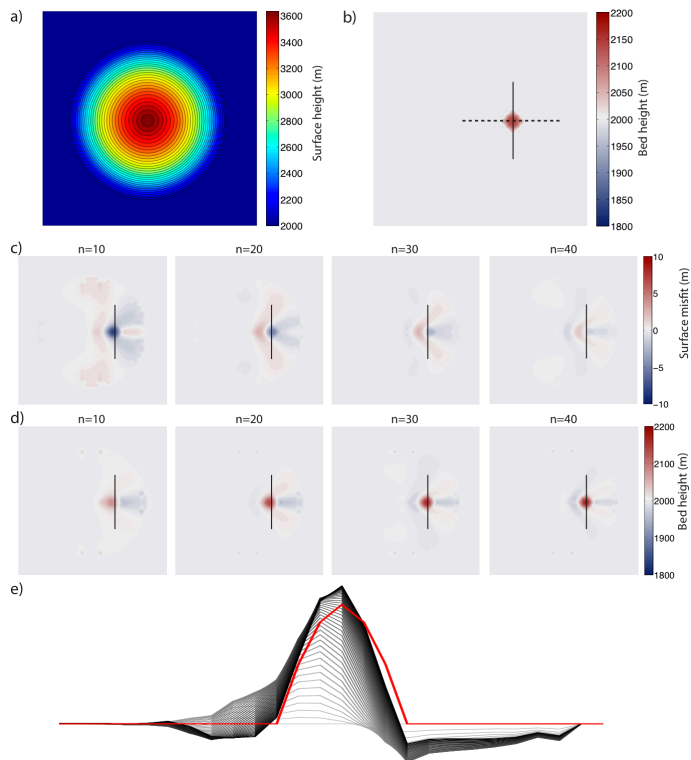 a)
3600
3400
3200
3000
2800
2600
2400
2200
2000
Surface height (m)
b)
2200
2150
2100
2050
2000
1950
1900
1850
1800
Bed height (m)
c)
n=10
n=20
n=30
n=40
10
5
0
−5
−10
Surface misfit (m)
d)
n=10
n=20
n=30
n=40
2200
2100
2000
1900
1800
Bed height (m)
e)